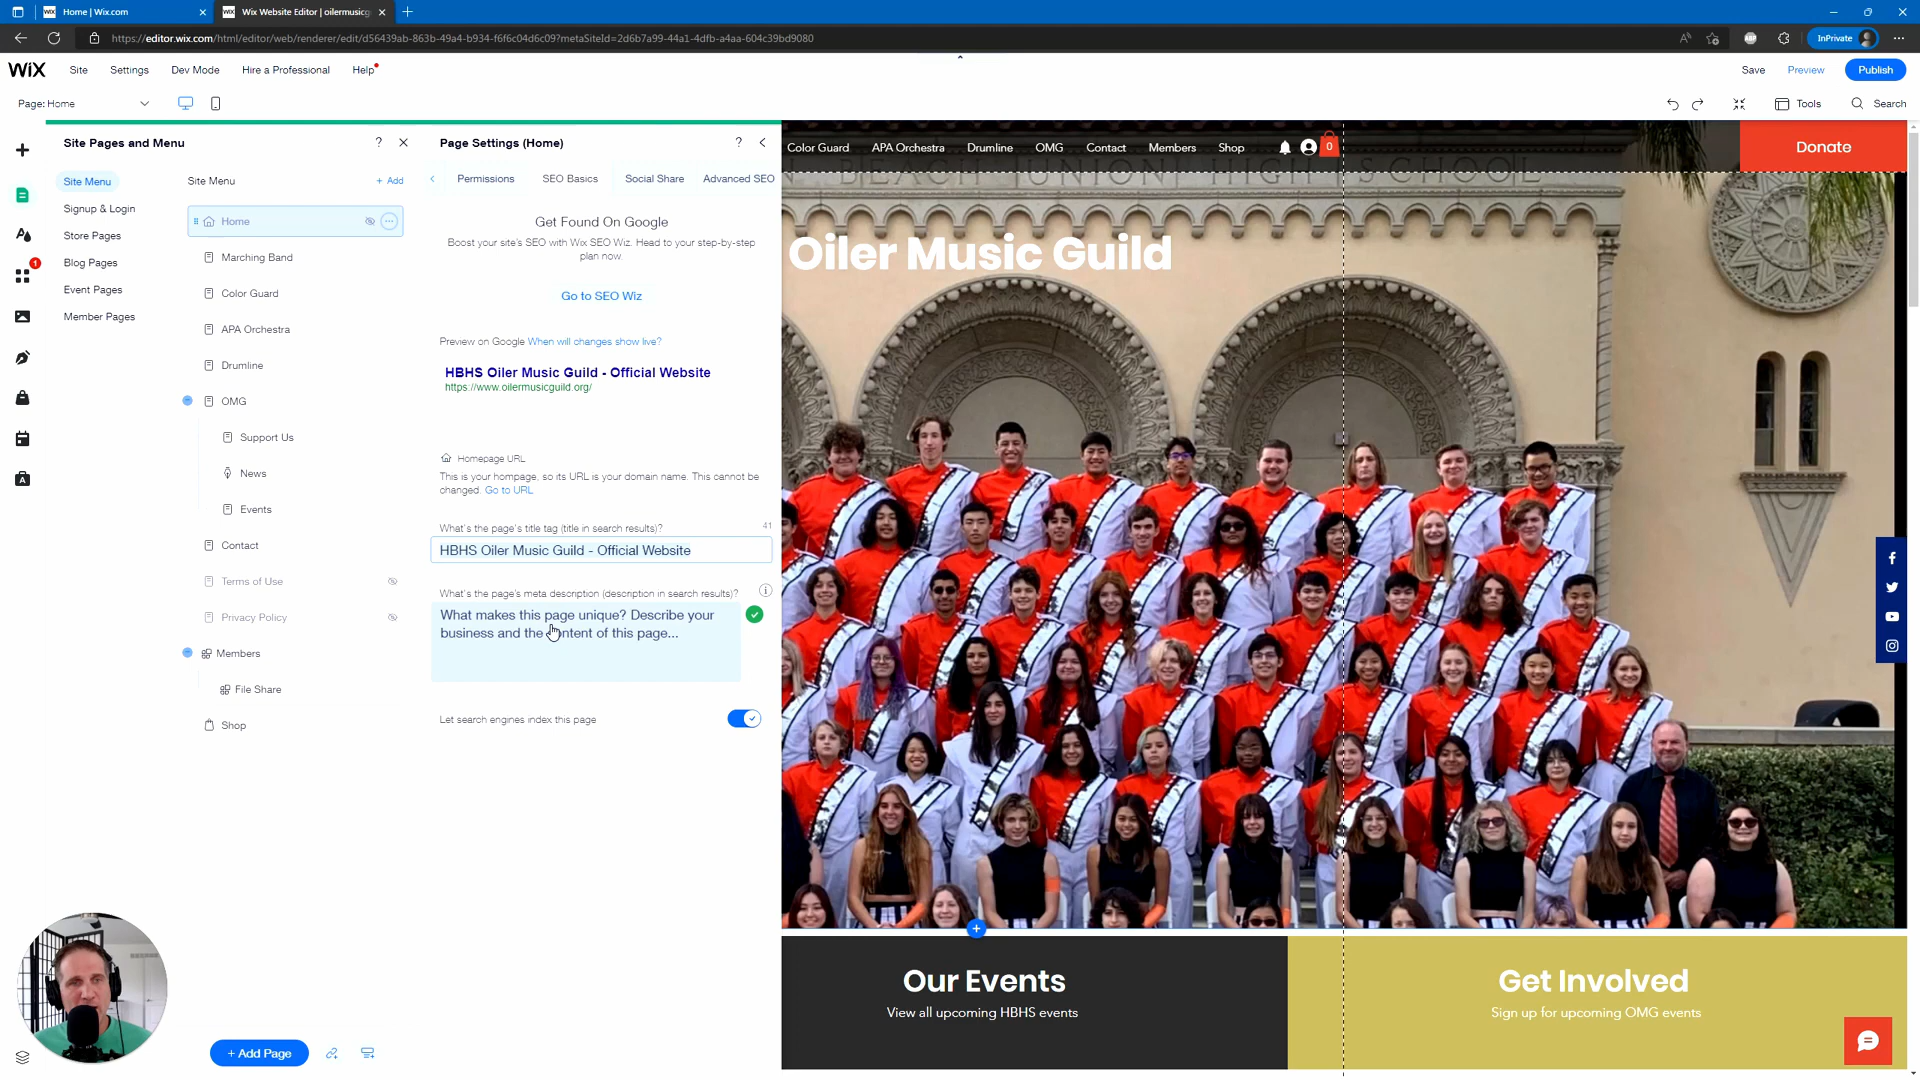 Home | Wix.com
Wix Website Editor | oilermusicg
https://editor.wix.com/html/editor/web/renderer/edit/d56439ab-863b-49a4-b934-f6f6c04d6c09?metaSiteId=2d6b7a99-44a1-4dfb-a4aa-604c39bd9080
InPrivate
WiX
Site
Settings
Dev Mode
Hire a Professional
Help
Save
Preview
Publish
Page: Home
Tools
Search
Site Pages and Menu
?
Page Settings (Home)
?
Site Menu
Signup & Login
Store Pages
Blog Pages
Event Pages
Member Pages
1
Site Menu
+ Add
Home
Marching Band
Color Guard
APA Orchestra
Drumline
OMG
Support Us
News
Events
Contact
Terms of Use
Privacy Policy
Members
File Share
Shop
+ Add Page
Permissions
SEO Basics
Social Share
Advanced SEO
Get Found On Google
Boost your site's SEO with Wix SEO Wiz. Head to your step-by-step
plan now.
Go to SEO Wiz
Preview on Google When will changes show live?
HBHS Oiler Music Guild - Official Website
https://www.oilermusicguild.org/
Homepage URL
This is your hompage, so its URL is your domain name. This cannot be
changed. Go to URL
What's the page's title tag (title in search results)?
41
HBHS Oiler Music Guild - Official Website
What's the page's meta description (description in search results)?
What makes this page unique? Describe your
business and the content of this page...
Let search engines index this page
Color Guard
APA Orchestra
Drumline
OMG
Contact
Members
Shop
0
Donate
BEACH UNION HIGH SCHOOL
Oiler Music Guild
Our Events
View all upcoming HBHS events
Get Involved
Sign up for upcoming OMG events